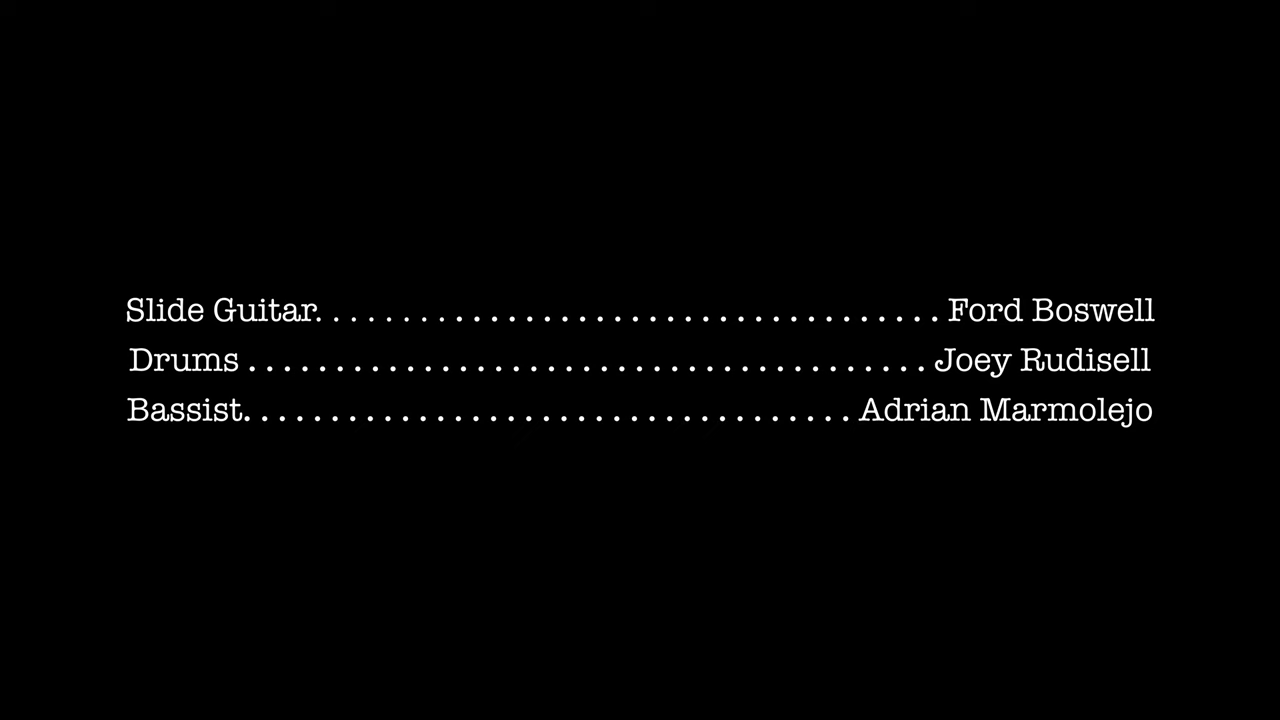 Slide Guitar. . . . . . . . . . . . . . . . . . . . . . . . . . . . . . . . . . . . Ford Boswell
Drums . . . . . . . . . . . . . . . . . . . . . . . . . . . . . . . . . . . . . . . Joey Rudisell
Bassist. . . . . . . . . . . . . . . . . . . . . . . . . . . . . . . . . . . Adrian Marmolejo